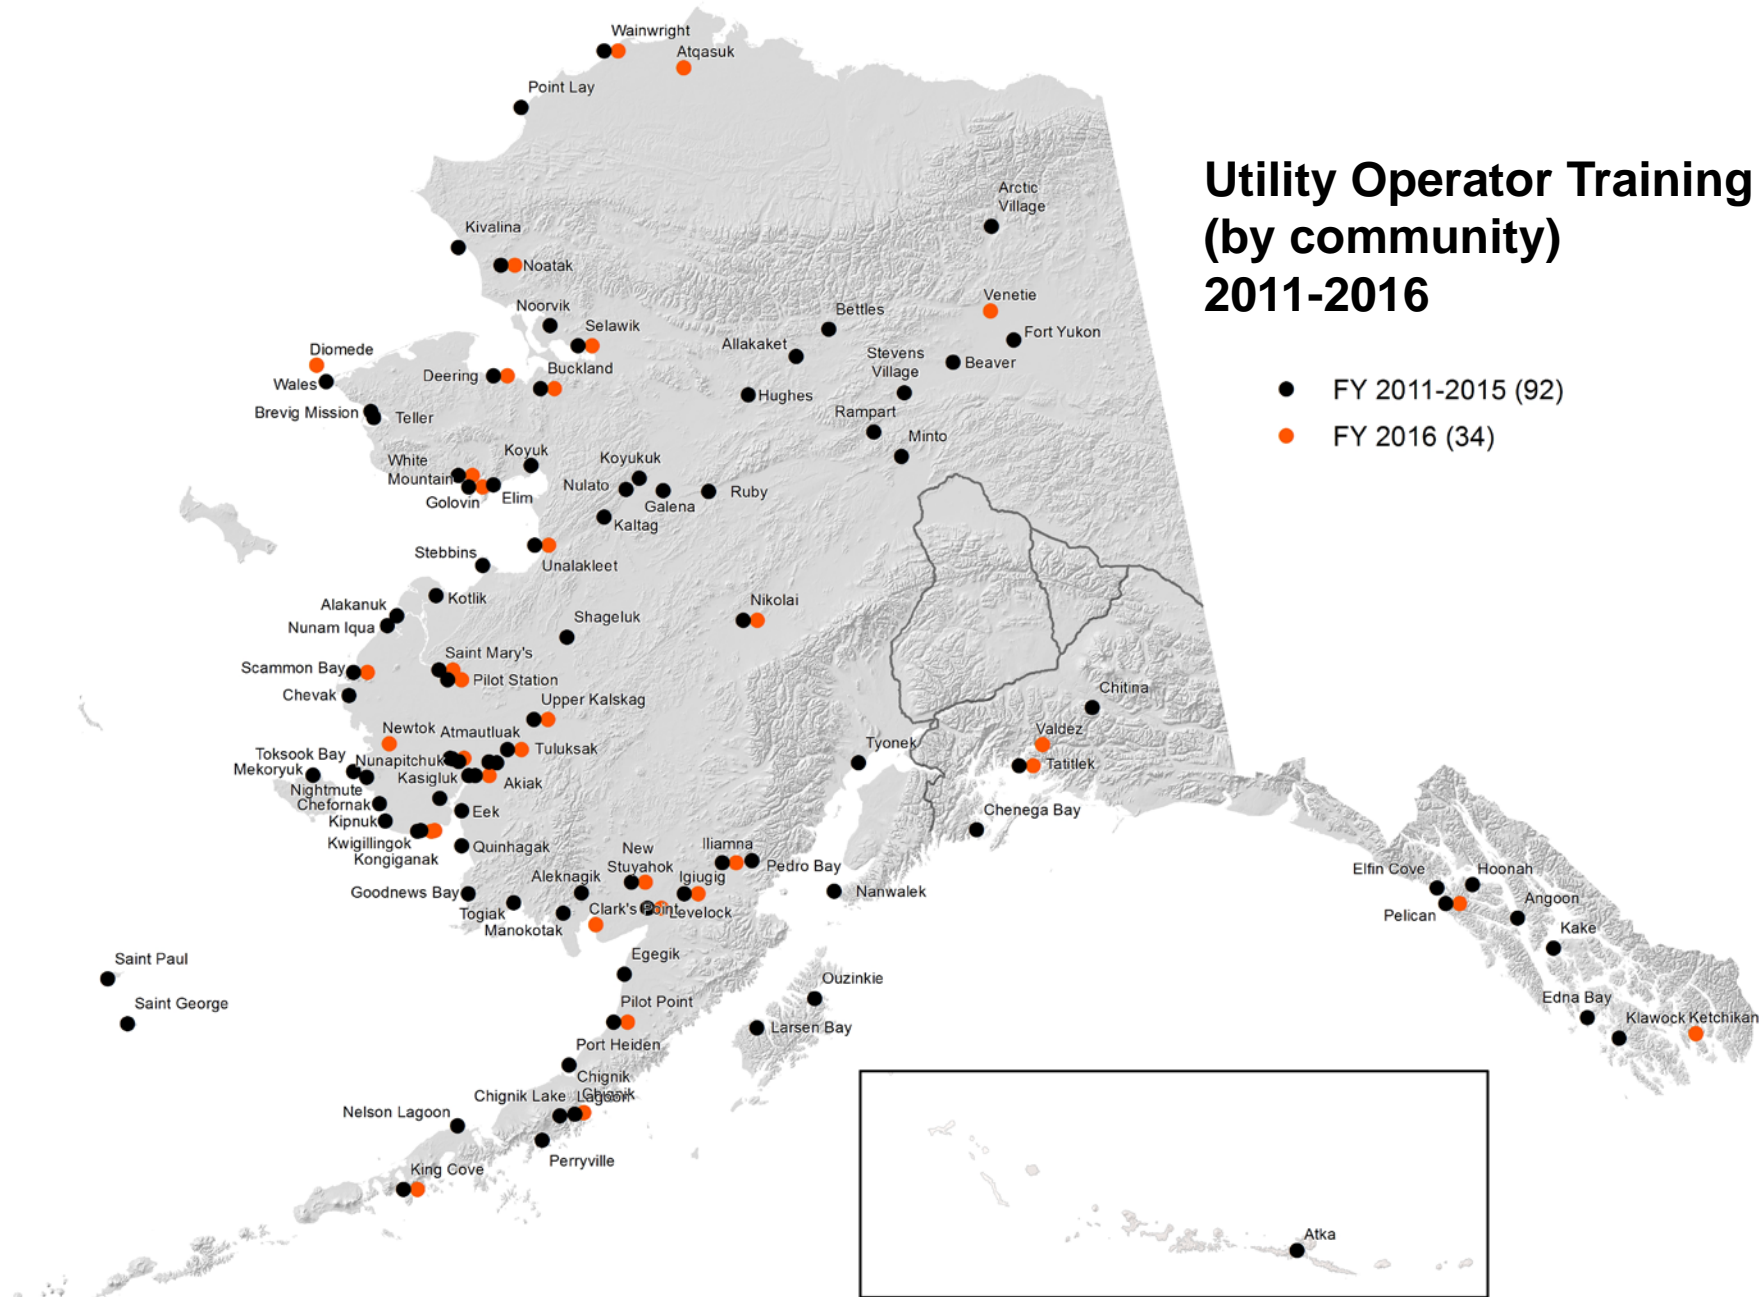 Wainwright
Atqasuk
Point Lay
Utility Operator Training
(by community)
2011-2016
FY 2011-2015 (92)
FY 2016 (34)
Arctic
Village
Kivalina
Noatak
Noorvik
Selawik
Venetie
Bettles
Fort Yukon
Allakaket
Stevens
Village
Beaver
Diomede
Wales
Deering
Buckland
Hughes
Brevig Mission
Teller
Rampart
Minto
White
Mountain
Koyuk
Koyukuk
Nulato
Golovin
Elim
Galena
Ruby
Kaltag
Stebbins
Unalakleet
Alakanuk
Kotlik
Nunam Iqua
Shageluk
Nikolai
Scammon Bay
Saint Mary's
Pilot Station
Chevak
Upper Kalskag
Chitina
Newtok
Atmautluak
Tuluksak
Valdez
Tyonek
Toksook Bay
Nunapitchuk
Mekoryuk
Kasigluk
Akiak
Tatitlek
Nightmute
Chefornak
Eek
Chenega Bay
Kipnuk
Kwigillingok
Kongiganak
Quinhagak
New
Stuyahok
Iliamna
Pedro Bay
Elfin Cove
Hoonah
Aleknagik
Igiugig
Goodnews Bay
Nanwalek
Togiak
Clark's Point
Levelock
Pelican
Angoon
Manokotak
Kake
Egegik
Saint Paul
Ouzinkie
Saint George
Pilot Point
Edna Bay
Larsen Bay
Klawock
Ketchikan
Port Heiden
Chignik
Lagoon
Chignik Lake
Chignik
Nelson Lagoon
Perryville
King Cove
Atka